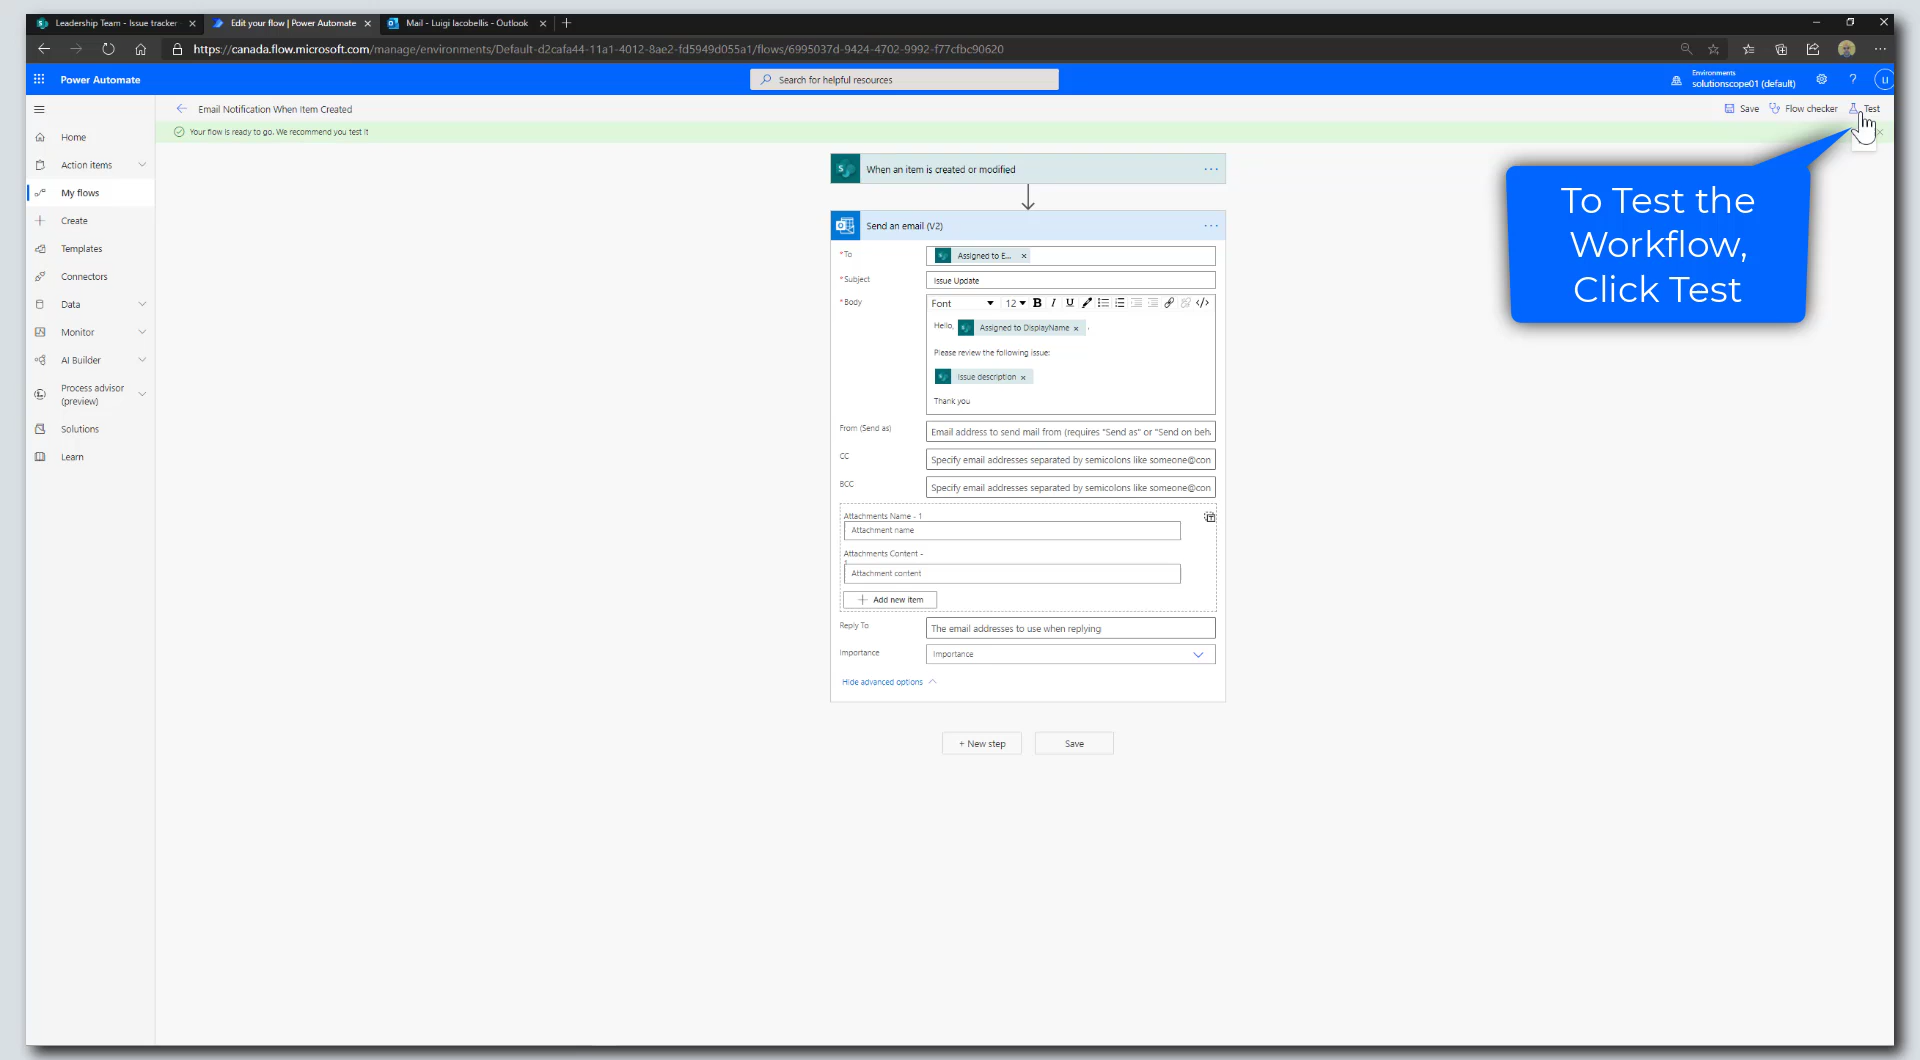 Leadership Team - Issue tracker
Edit your flow | Power Automate
Mail - Luigi Iacobellis - Outlook
https://canada.flow.microsoft.com/manage/environments/Default-d2cafa44-11a1-4012-8ae2-fd5949d055a1/flows/6995037d-9424-4702-9992-f77cfbc90620
Power Automate
Search for helpful resources
Environments
solutionscope01 (default)
Email Notification When Item Created
Save
Flow checker
Test
Your flow is ready to go. We recommend you test it
Home
Action items
My flows
Create
Templates
Connectors
Data
Monitor
AI Builder
Process advisor
(preview)
Solutions
Learn
When an item is created or modified
Send an email (V2)
*To
Assigned to E... ×
*Subject
Issue Update
*Body
Font
12
B I U
</>
Hello, Assigned to DisplayName × ,
Please review the following issue:
Issue description ×
Thank you
From (Send as)
Email address to send mail from (requires "Send as" or "Send on beh
CC
Specify email addresses separated by semicolons like someone@con
BCC
Specify email addresses separated by semicolons like someone@con
Attachments Name - 1
Attachment name
Attachments Content -
Attachment content
Add new item
Reply To
The email addresses to use when replying
Importance
Importance
Hide advanced options
+ New step
Save
To Test the
Workflow,
Click Test